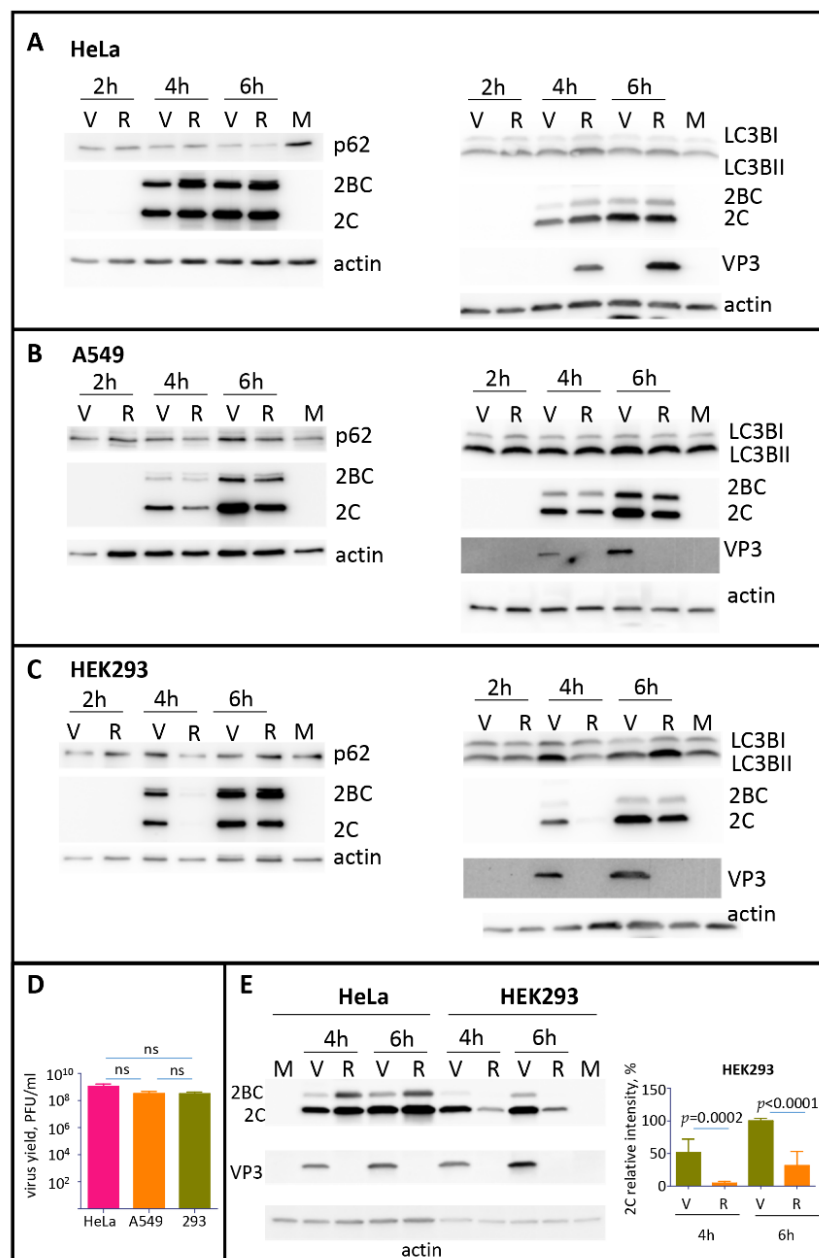 A HeLa
2h 4h 6h
V R V R V R M
p62
2BC
2C
actin
2h 4h 6h
V R V R V R M
LC3BI
LC3BII
2BC
2C
VP3
actin
B A549
2h 4h 6h
V R V R V R M
p62
2BC
2C
actin
2h 4h 6h
V R V R V R M
LC3BI
LC3BII
2BC
2C
VP3
actin
C HEK293
2h 4h 6h
V R V R V R M
p62
2BC
2C
actin
2h 4h 6h
V R V R V R M
LC3BI
LC3BII
2BC
2C
VP3
actin
D
ns
ns ns
virus yield, PFU/ml
10¹⁰
10⁸
10⁶
10⁴
10²
HeLa A549 293
E
HeLa HEK293
4h 6h 4h 6h
M V R V R V R V R M
2BC
2C
VP3
actin
HEK293
2C relative intensity, %
150
100
50
0
p=0.0002
p<0.0001
V R V R
4h 6h